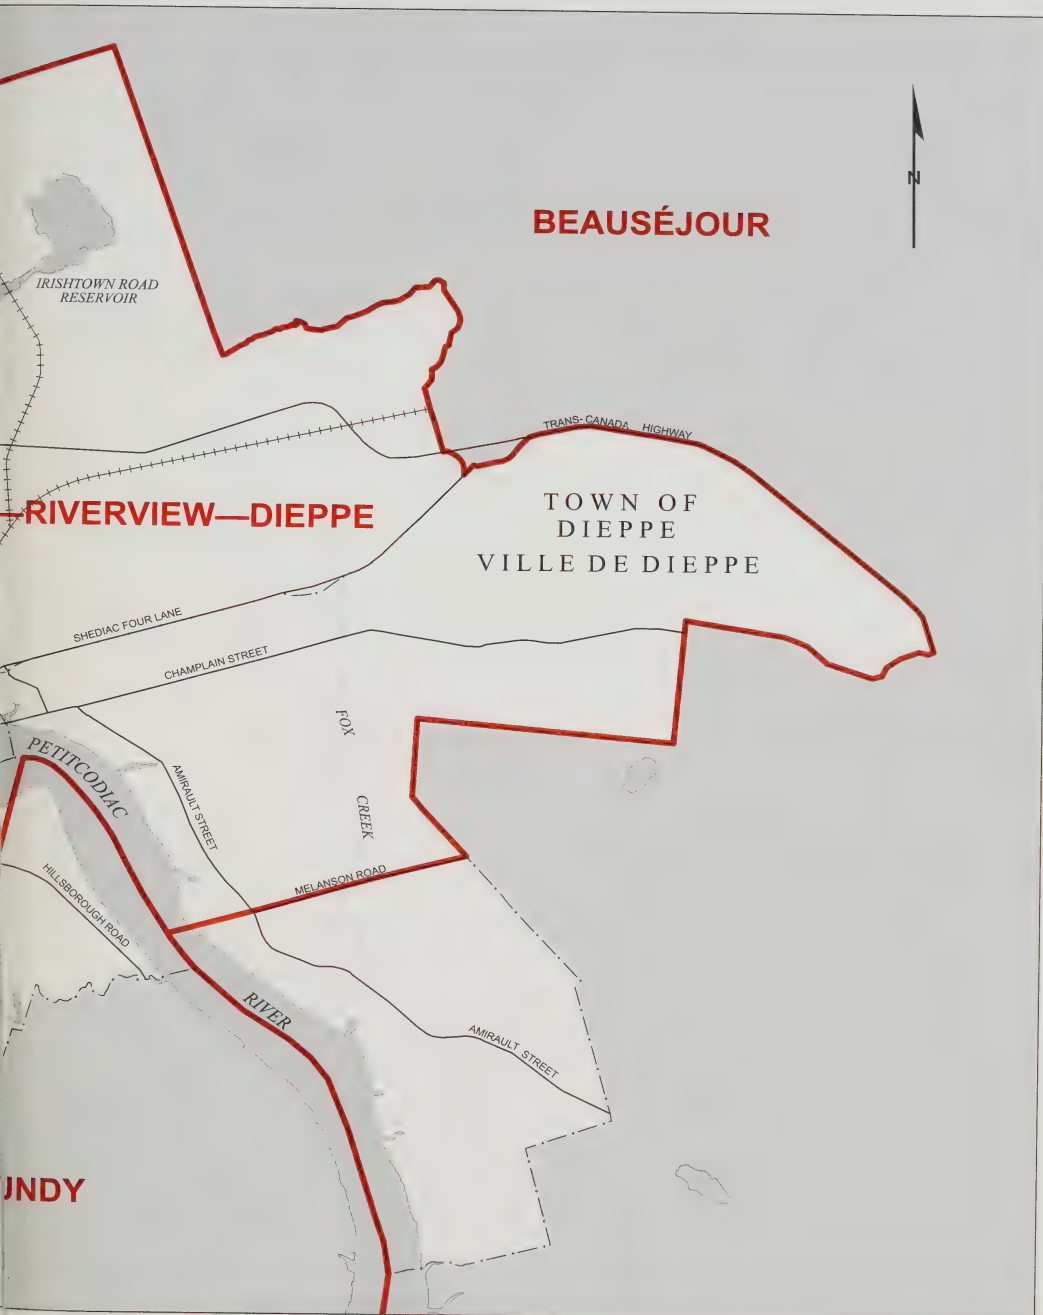 N
BEAUSÉJOUR
IRISHTOWN ROAD
RESERVOIR
TRANS-CANADA HIGHWAY
—RIVERVIEW—DIEPPE
TOWN OF
DIEPPE
VILLE DE DIEPPE
SHEDIAC FOUR LANE
CHAMPLAIN STREET
FOX
CREEK
PETITCODIAC
AMIRAULT STREET
MELANSON ROAD
HILLSBOROUGH ROAD
RIVER
AMIRAULT STREET
UNDY